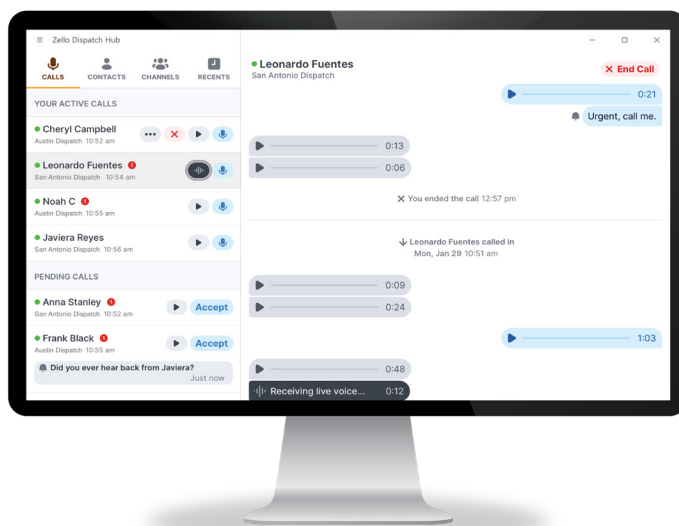 Zello Dispatch Hub
CALLS
CONTACTS
CHANNELS
RECENTS
YOUR ACTIVE CALLS
Cheryl Campbell
Austin Dispatch 10:52 am
Leonardo Fuentes 1
San Antonio Dispatch 10:54 am
Noah C 1
Austin Dispatch 10:55 am
Javiera Reyes
San Antonio Dispatch 10:56 am
PENDING CALLS
Anna Stanley 1
San Antonio Dispatch 10:52 am
Accept
Frank Black 1
Austin Dispatch 10:55 am
Accept
Did you ever hear back from Javiera?
Just now
Leonardo Fuentes
San Antonio Dispatch
End Call
0:21
Urgent, call me.
0:13
0:06
You ended the call 12:57 pm
Leonardo Fuentes called in
Mon, Jan 29 10:51 am
0:09
0:24
1:03
0:48
Receiving live voice... 0:12